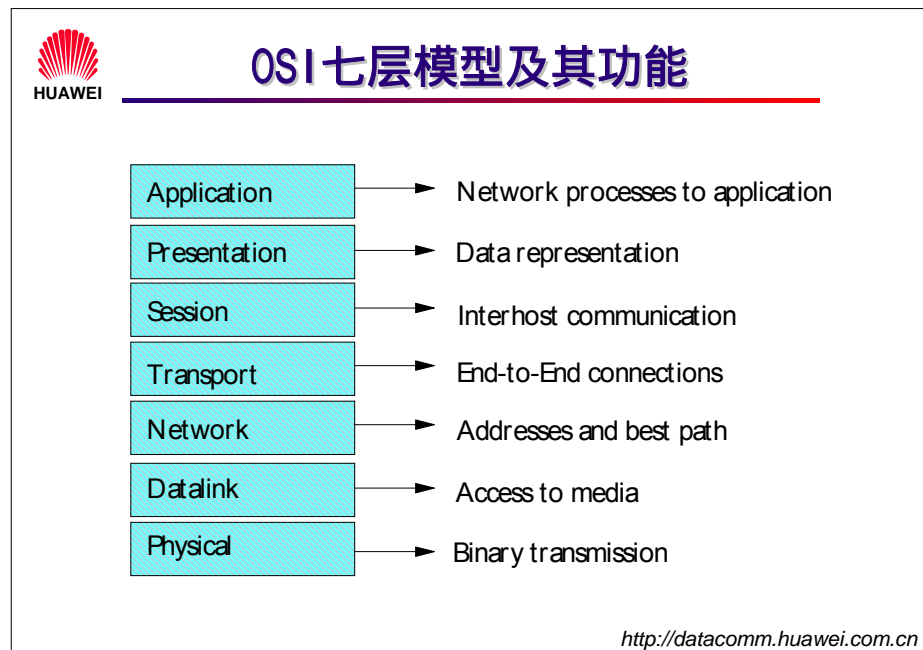 OSI七层模型及其功能
HUAWEI
Application
Network processes to application
Presentation
Data representation
Session
Interhost communication
Transport
End-to-End connections
Network
Addresses and best path
Datalink
Access to media
Physical
Binary transmission
http://datacomm.huawei.com.cn